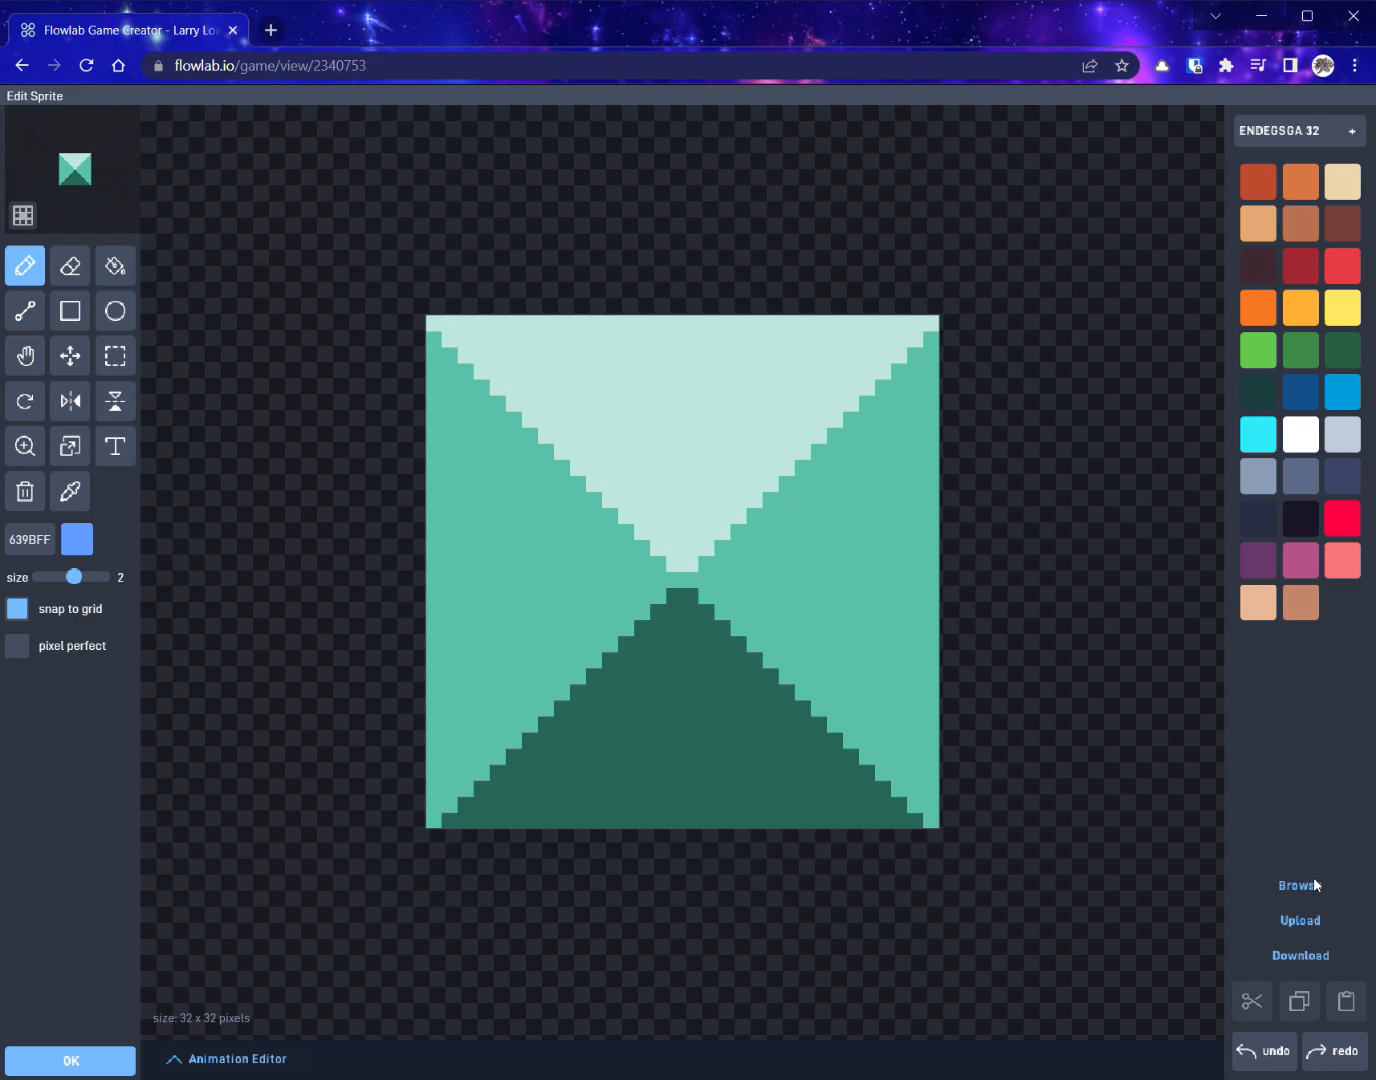 Flowlab Game Creator - Larry Lo
flowlab.io/game/view/2340753
Edit Sprite
ENDEGSGA 32 +
639BFF
size 2
snap to grid
pixel perfect
Brows
Upload
Download
size: 32 x 32 pixels
undo redo
OK
Animation Editor